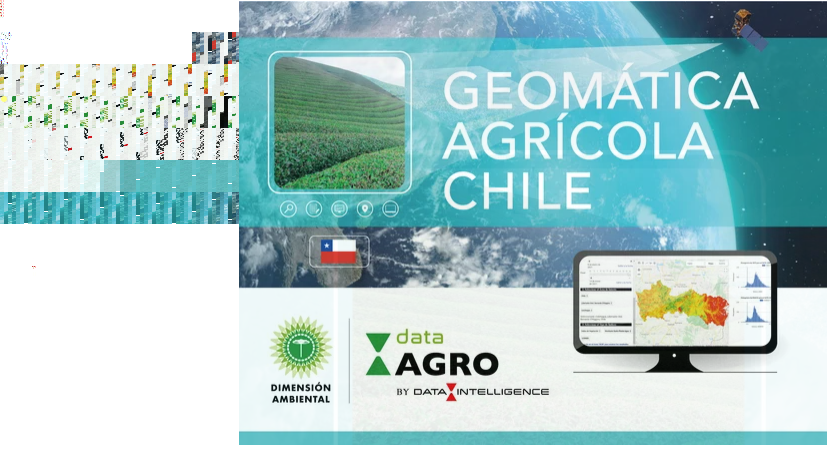 GEOMÁTICA
AGRÍCOLA
CHILE
data
AGRO
BY DATA INTELLIGENCE
DIMENSIÓN
AMBIENTAL